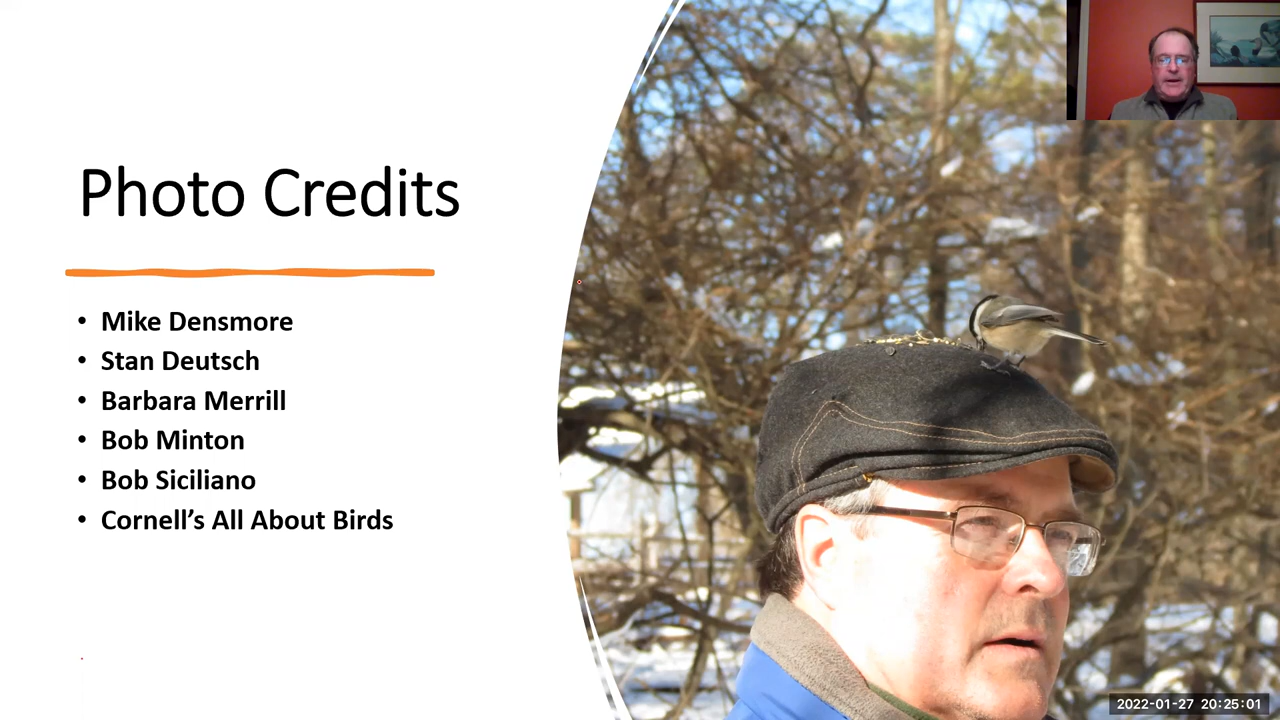 Photo Credits
• Mike Densmore
• Stan Deutsch
• Barbara Merrill
• Bob Minton
• Bob Siciliano
• Cornell’s All About Birds
2022-01-27 20:25:01